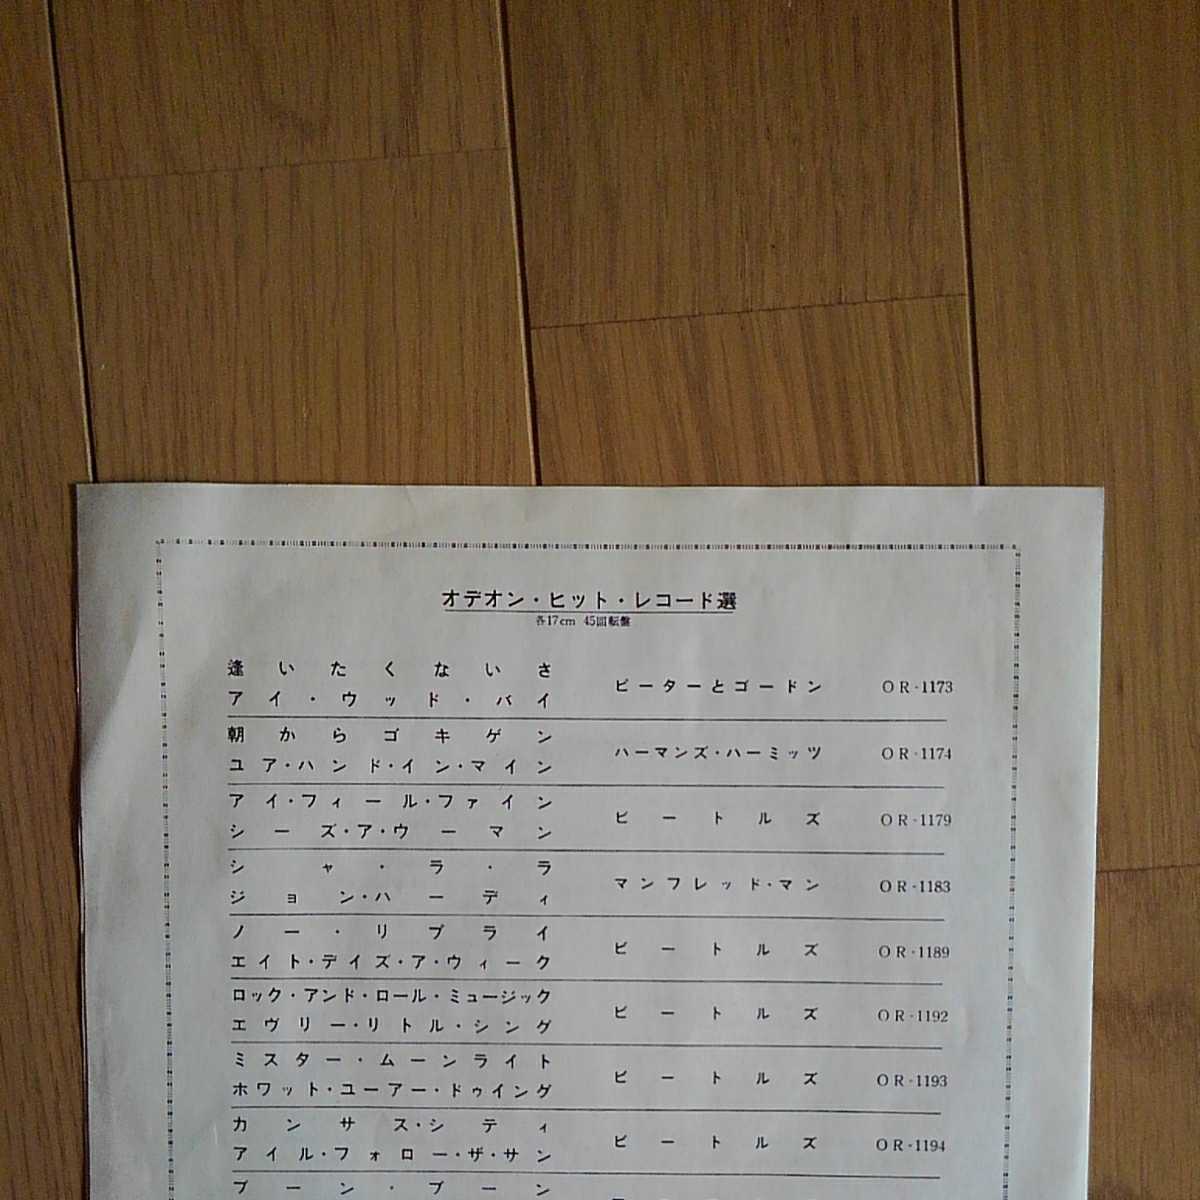 オデオン・ヒット・レコード選
各17cm 45回転盤
逢いたくないさ
アイ・ウッド・バイ
ピーターとゴードン OR-1173
朝からゴキゲン
ユア・ハンド・イン・マイン
ハーマンズ・ハーミッツ OR-1174
アイ・フィール・ファイン
シーズ・ア・ウーマン
ビートルズ OR-1179
シャ・ラ・ラ
ジョン・ハーディ
マンフレッド・マン OR-1183
ノー・リプライ
エイト・デイズ・ア・ウィーク
ビートルズ OR-1189
ロック・アンド・ロール・ミュージック
エヴリー・リトル・シング
ビートルズ OR-1192
ミスター・ムーンライト
ホワット・ユーアー・ドゥイング
ビートルズ OR-1193
カンサス・シティ
アイル・フォロー・ザ・サン
ビートルズ OR-1194
ブーン・ブーン